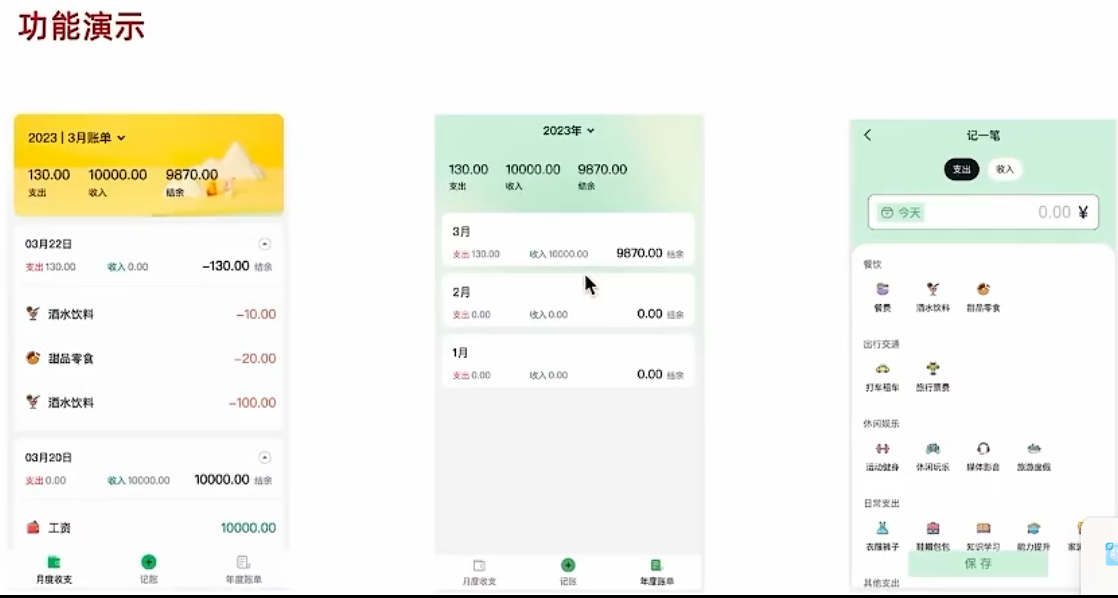 功能演示
2023 | 3月账单
130.00 10000.00 9870.00
支出 收入 结余
03月22日
支出 130.00 收入 0.00 -130.00 结余
酒水饮料 -10.00
甜品零食 -20.00
酒水饮料 -100.00
03月20日
支出 0.00 收入 10000.00 10000.00 结余
工资 10000.00
月度收支 记账 年度账单
2023年
130.00 10000.00 9870.00
支出 收入 结余
3月
支出 130.00 收入 10000.00 9870.00 结余
2月
支出 0.00 收入 0.00 0.00 结余
1月
支出 0.00 收入 0.00 0.00 结余
月度收支 记账 年度账单
记一笔
支出 收入
今天 0.00 ¥
餐饮
餐费 酒水饮料 甜品零食
出行交通
打车租车 旅行票费
休闲娱乐
运动健身 休闲玩乐 媒体影音 旅游度假
日常支出
衣服裤子 鞋帽包包 知识学习 能力提升
保存
其他支出